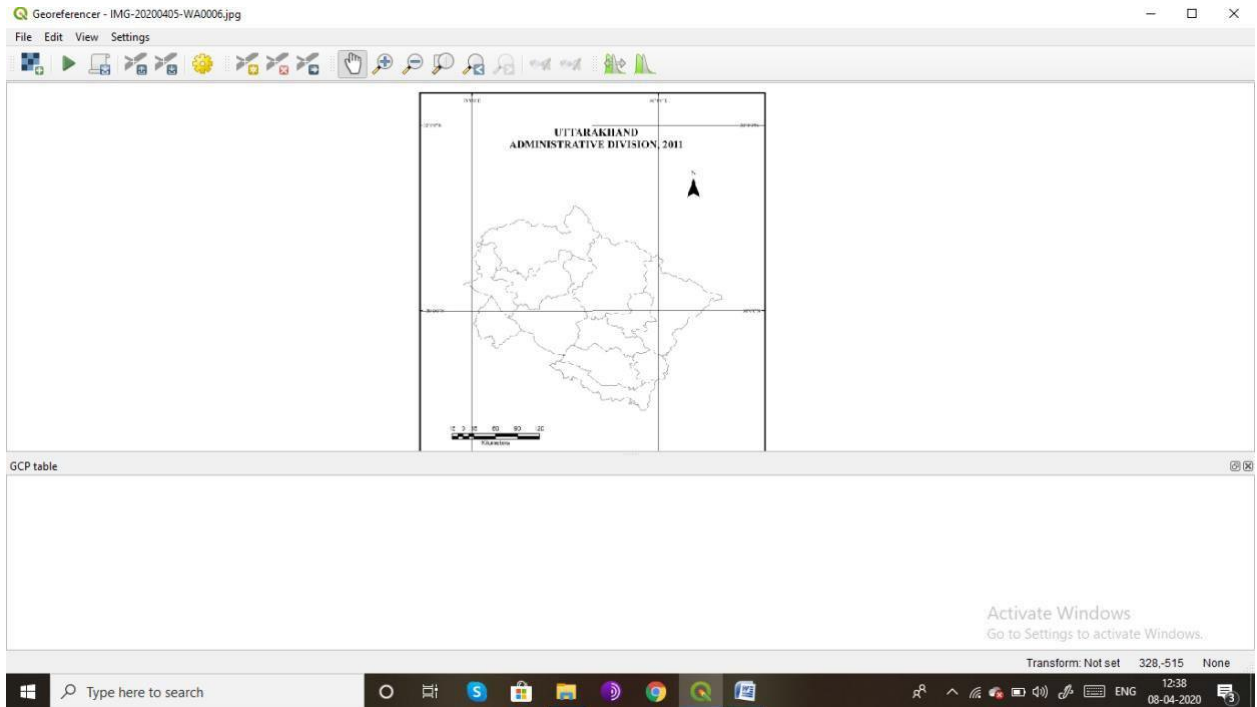 Georeferencer - IMG-20200405-WA0006.jpg
File Edit View Settings
UTTARAKHAND
ADMINISTRATIVE DIVISION, 2011
N
Kilometers
GCP table
Activate Windows
Go to Settings to activate Windows.
Transform: Not set 328,-515 None
Type here to search
ENG
12:38
08-04-2020
3